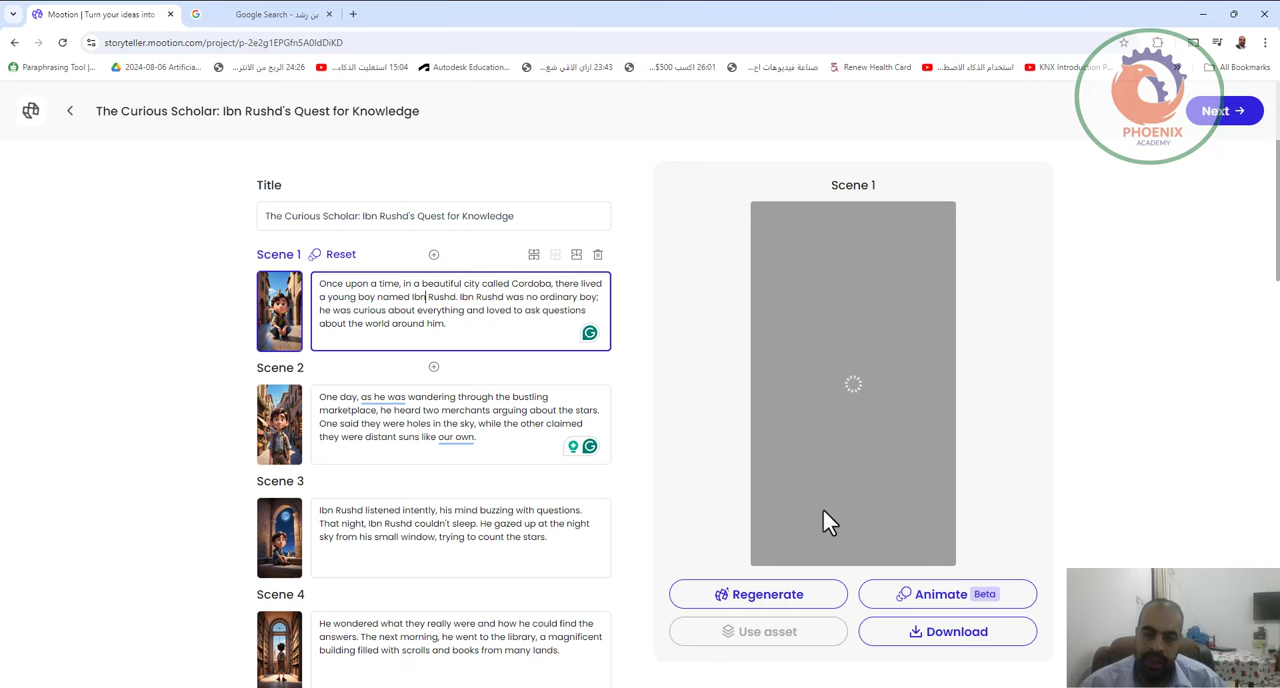 Mootion | Turn your ideas into
بن رشد - Google Search
storyteller.mootion.com/project/p-2e2g1EPGfn5A0IdDiKD
Paraphrasing Tool |...
2024-08-06 Artificia...
24:26 الربح من الانتر...
15:04 استغليت الذكاء...
Education...
23:43 ازاي الاقي شغ...
26:01 اكسب 500$...
صناعة فيديوهات اح...
Renew Health Card
استخدام الذكاء الاصط...
KNX Introduction P...
All Bookmarks
The Curious Scholar: Ibn Rushd's Quest for Knowledge
Next
PHOENIX
ACADEMY
Title
Scene 1
The Curious Scholar: Ibn Rushd's Quest for Knowledge
Scene 1 Reset
Once upon a time, in a beautiful city called Cordoba, there lived
a young boy named Ibn Rushd. Ibn Rushd was no ordinary boy;
he was curious about everything and loved to ask questions
about the world around him.
Scene 2
One day, as he was wandering through the bustling
marketplace, he heard two merchants arguing about the stars.
One said they were holes in the sky, while the other claimed
they were distant suns like our own.
Scene 3
Ibn Rushd listened intently, his mind buzzing with questions.
That night, Ibn Rushd couldn't sleep. He gazed up at the night
sky from his small window, trying to count the stars.
Scene 4
He wondered what they really were and how he could find the
answers. The next morning, he went to the library, a magnificent
building filled with scrolls and books from many lands.
Regenerate
Animate Beta
Use asset
Download